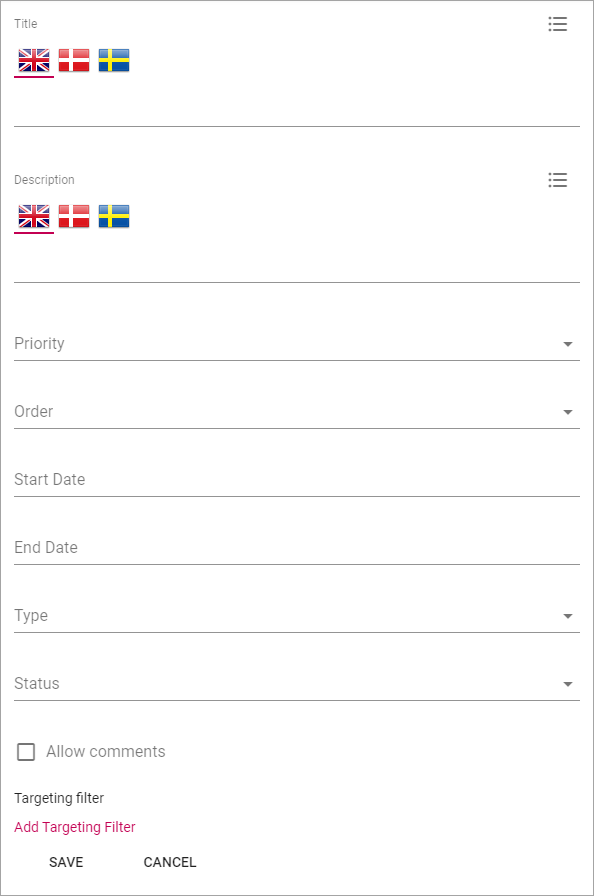 Title
Description
Priority
Order
Start Date
End Date
Type
Status
Allow comments
Targeting filter
Add Targeting Filter
SAVE CANCEL